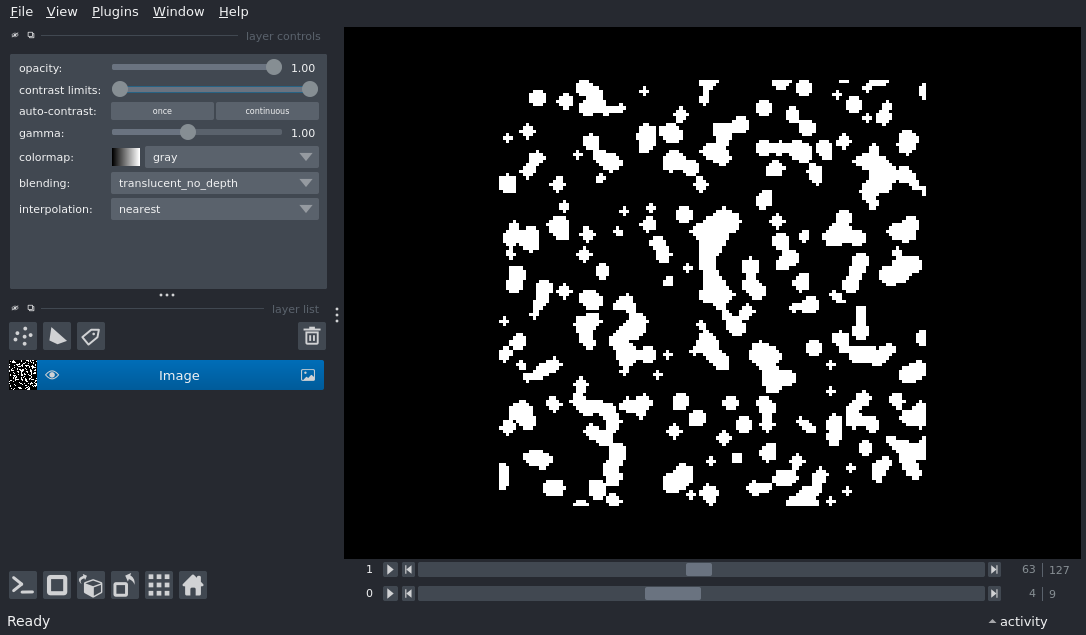 File View Plugins Window Help
layer controls
opacity: 1.00
contrast limits:
auto-contrast: once continuous
gamma: 1.00
colormap: gray
blending: translucent_no_depth
interpolation: nearest
layer list
Image
1 63 127
0 4 9
Ready activity